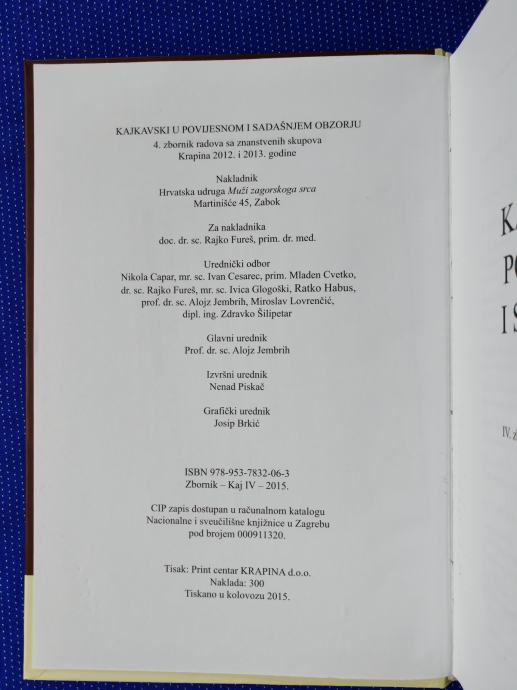 KAJKAVSKI U POVIJESNOM I SADAŠNJEM OBZORJU
4. zbornik radova sa znanstvenih skupova
Krapina 2012. i 2013. godine
Nakladnik
Hrvatska udruga Muži zagorskoga srca
Martinišće 45, Zabok
Za nakladnika
doc. dr. sc. Rajko Fureš, prim. dr. med.
Urednički odbor
Nikola Capar, mr. sc. Ivan Cesarec, prim. Mladen Cvetko,
dr. sc. Rajko Fureš, mr. sc. Ivica Glogoški, Ratko Habus,
prof. dr. sc. Alojz Jembrih, Miroslav Lovrenčić,
dipl. ing. Zdravko Šilipetar
Glavni urednik
Prof. dr. sc. Alojz Jembrih
Izvršni urednik
Nenad Piskač
Grafički urednik
Josip Brkić
ISBN 978-953-7832-06-3
Zbornik – Kaj IV – 2015.
CIP zapis dostupan u računalnom katalogu
Nacionalne i sveučilišne knjižnice u Zagrebu
pod brojem 000911320.
Tisak: Print centar KRAPINA d.o.o.
Naklada: 300
Tiskano u kolovozu 2015.
I S
IV. z